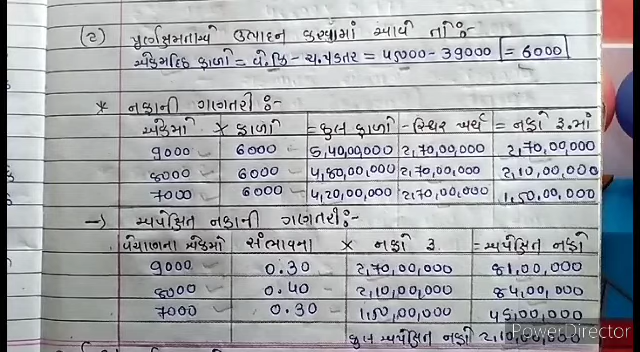 (2) પૂર્ણક્ષમતાએ ઉત્પાદન કરવામાં આવે તો:-
એકમદીઠ ફાળો = વે.કિં - ચ.પડતર = 45000 - 39000 = 6000
* નફાની ગણતરી :-
એકમો × ફાળો = કુલ ફાળો - સ્થિર ખર્ચ = નફો રૂ.માં
9000 6000 5,40,00,000 2,70,00,000 2,70,00,000
8000 6000 4,80,00,000 2,70,00,000 2,10,00,000
7000 6000 4,20,00,000 2,70,00,000 1,50,00,000
→ અપેક્ષિત નફાની ગણતરી:-
વેચાણના એકમો સંભાવના × નફો રૂ. = અપેક્ષિત નફો
9000 0.30 2,70,00,000 81,00,000
8000 0.40 2,10,00,000 84,00,000
7000 0.30 1,50,00,000 45,00,000
કુલ અપેક્ષિત નફો 2,10,00,000
PowerDirector